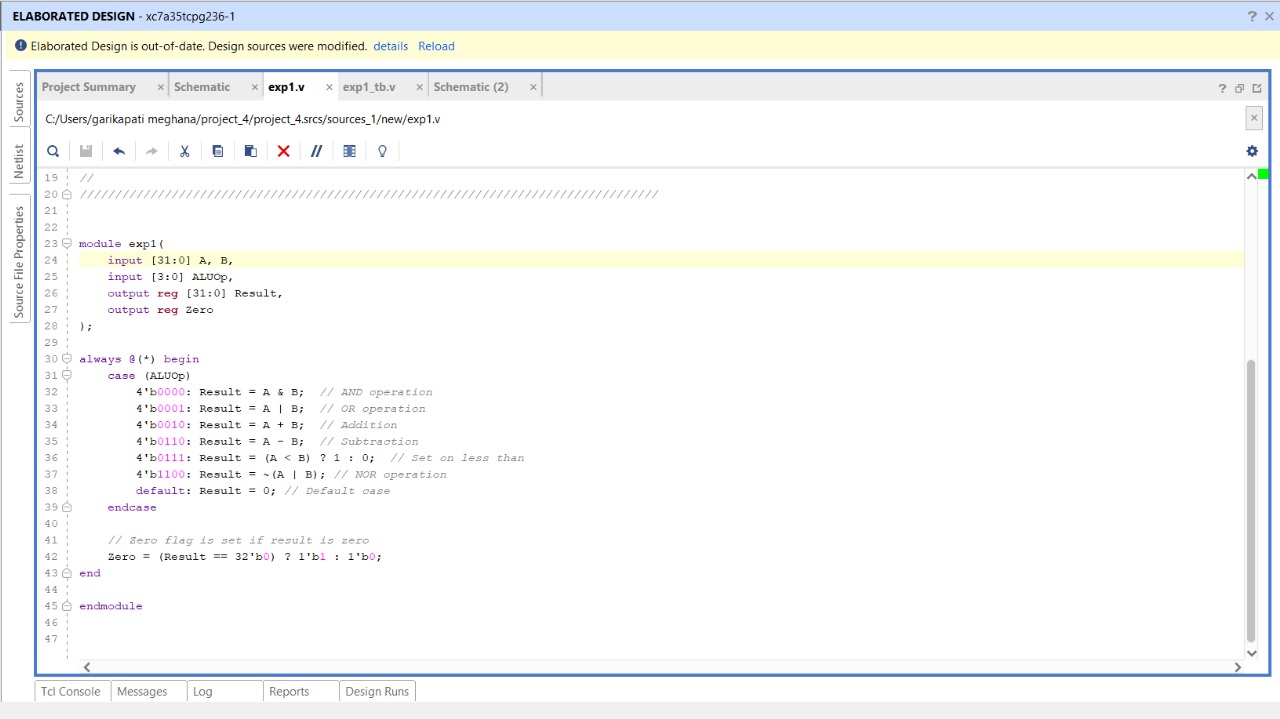 ELABORATED DESIGN - xc7a35tcpg236-1
Elaborated Design is out-of-date. Design sources were modified. details Reload
Sources
Netlist
Source File Properties
Project Summary Schematic exp1.v exp1_tb.v Schematic (2)
C:/Users/garikapati meghana/project_4/project_4.srcs/sources_1/new/exp1.v
19 //
20 //////////////////////////////////////////////////////////////////////////////////
21
22
23 module exp1(
24     input [31:0] A, B,
25     input [3:0] ALUOp,
26     output reg [31:0] Result,
27     output reg Zero
28 );
29
30 always @(*) begin
31     case (ALUOp)
32         4'b0000: Result = A & B;  // AND operation
33         4'b0001: Result = A | B;  // OR operation
34         4'b0010: Result = A + B;  // Addition
35         4'b0110: Result = A - B;  // Subtraction
36         4'b0111: Result = (A < B) ? 1 : 0;  // Set on less than
37         4'b1100: Result = ~(A | B); // NOR operation
38         default: Result = 0; // Default case
39     endcase
40
41     // Zero flag is set if result is zero
42     Zero = (Result == 32'b0) ? 1'b1 : 1'b0;
43 end
44
45 endmodule
46
47
Tcl Console Messages Log Reports Design Runs